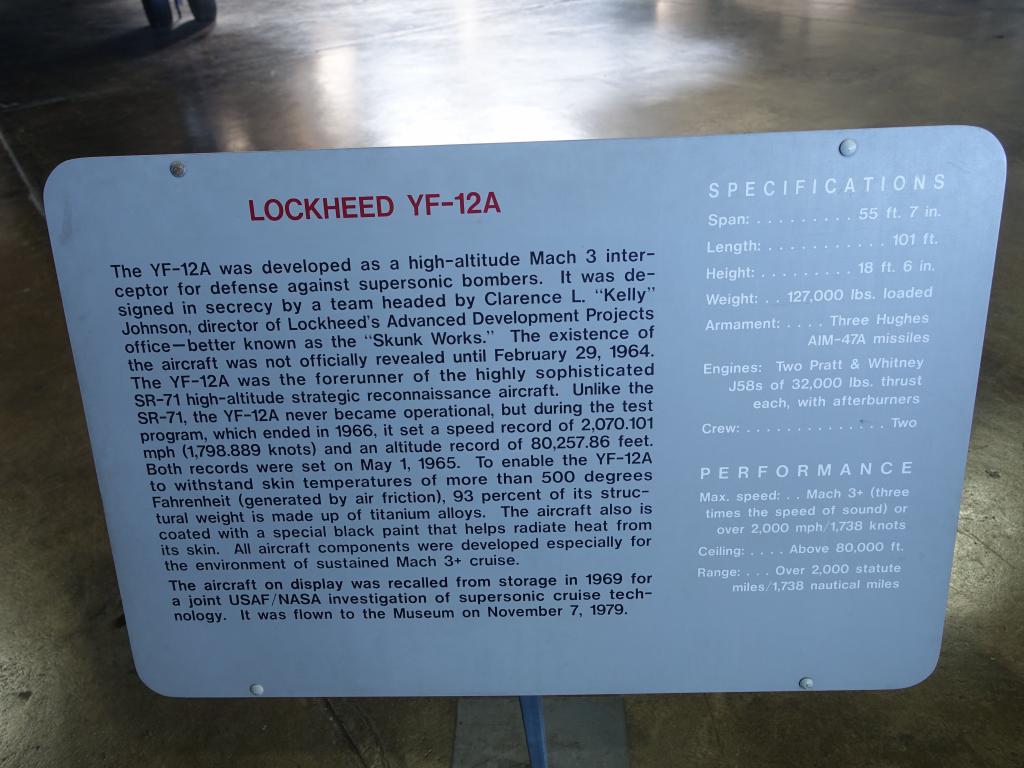 LOCKHEED YF-12A
The YF-12A was developed as a high-altitude Mach 3 inter-
ceptor for defense against supersonic bombers. It was de-
signed in secrecy by a team headed by Clarence L. "Kelly"
Johnson, director of Lockheed's Advanced Development Projects
office—better known as the "Skunk Works." The existence of
the aircraft was not officially revealed until February 29, 1964.
The YF-12A was the forerunner of the highly sophisticated
SR-71 high-altitude strategic reconnaissance aircraft. Unlike the
SR-71, the YF-12A never became operational, but during the test
program, which ended in 1966, it set a speed record of 2,070.101
mph (1,798.889 knots) and an altitude record of 80,257.86 feet.
Both records were set on May 1, 1965. To enable the YF-12A
to withstand skin temperatures of more than 500 degrees
Fahrenheit (generated by air friction), 93 percent of its struc-
tural weight is made up of titanium alloys. The aircraft also is
coated with a special black paint that helps radiate heat from
its skin. All aircraft components were developed especially for
the environment of sustained Mach 3+ cruise.
The aircraft on display was recalled from storage in 1969 for
a joint USAF/NASA investigation of supersonic cruise tech-
nology. It was flown to the Museum on November 7, 1979.
SPECIFICATIONS
Span: . . . . . . . . . 55 ft. 7 in.
Length: . . . . . . . . . . . 101 ft.
Height: . . . . . . . . . 18 ft. 6 in.
Weight: . . 127,000 lbs. loaded
Armament: . . . . Three Hughes
AIM-47A missiles
Engines: Two Pratt & Whitney
J58s of 32,000 lbs. thrust
each, with afterburners
Crew: . . . . . . . . . . . . . . Two
PERFORMANCE
Max. speed: . . Mach 3+ (three
times the speed of sound) or
over 2,000 mph/1,738 knots
Ceiling: . . . . Above 80,000 ft.
Range: . . . Over 2,000 statute
miles/1,738 nautical miles